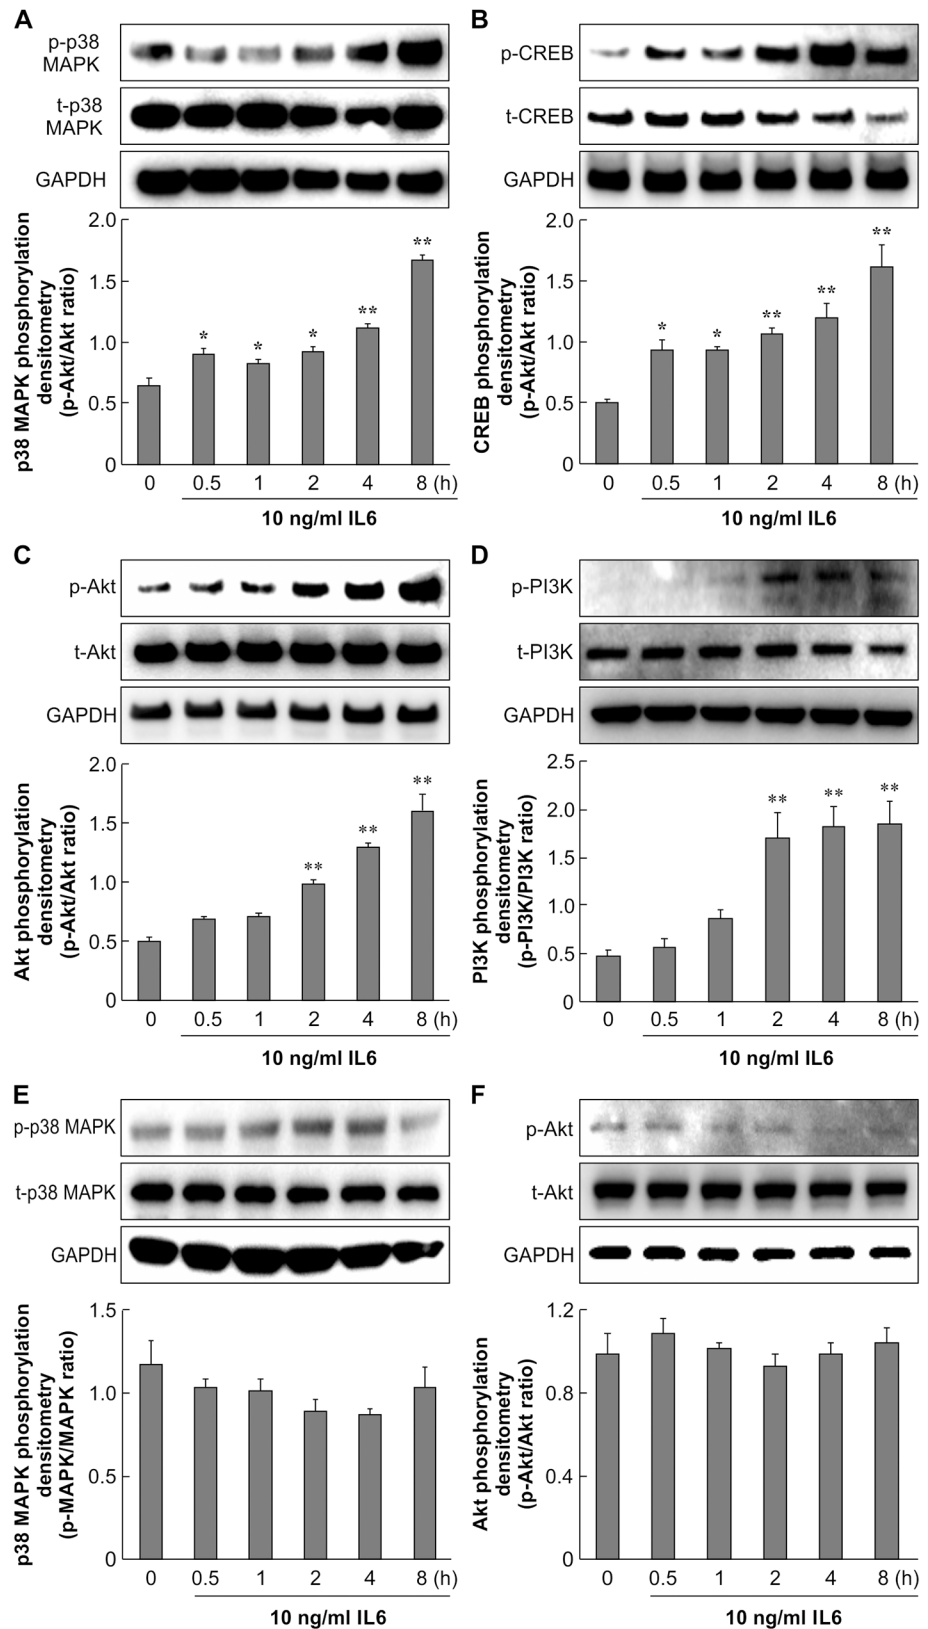 A
p-p38
MAPK
t-p38
MAPK
GAPDH
2.0
1.5
1.0
0.5
0
p38 MAPK phosphorylation
densitometry
(p-Akt/Akt ratio)
*
*
*
**
**
0 0.5 1 2 4 8 (h)
10 ng/ml IL6
B
p-CREB
t-CREB
GAPDH
2.0
1.5
1.0
0.5
0
CREB phosphorylation
densitometry
(p-Akt/Akt ratio)
*
*
**
**
**
0 0.5 1 2 4 8 (h)
10 ng/ml IL6
C
p-Akt
t-Akt
GAPDH
2.0
1.5
1.0
0.5
0
Akt phosphorylation
densitometry
(p-Akt/Akt ratio)
**
**
**
0 0.5 1 2 4 8 (h)
10 ng/ml IL6
D
p-PI3K
t-PI3K
GAPDH
2.5
2.0
1.5
1.0
0.5
0
PI3K phosphorylation
densitometry
(p-PI3K/PI3K ratio)
**
**
**
0 0.5 1 2 4 8 (h)
10 ng/ml IL6
E
p-p38 MAPK
t-p38 MAPK
GAPDH
1.5
1.0
0.5
0
p38 MAPK phosphorylation
densitometry
(p-MAPK/MAPK ratio)
0 0.5 1 2 4 8 (h)
10 ng/ml IL6
F
p-Akt
t-Akt
GAPDH
1.2
0.8
0.4
0
Akt phosphorylation
densitometry
(p-Akt/Akt ratio)
0 0.5 1 2 4 8 (h)
10 ng/ml IL6